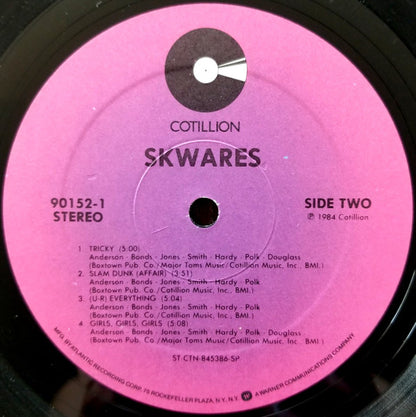 COTILLION
SKWARES
90152-1
STEREO
SIDE TWO
℗ 1984 Cotillion
1 TRICKY (5:00)
Anderson · Bonds · Jones · Smith · Hardy · Polk · Douglass
(Boxtown Pub. Co./Major Toms Music/Cotillion Music, Inc., BMI.)
2 SLAM DUNK (AFFAIR) (3:51)
Anderson · Bonds · Jones · Smith · Hardy · Polk
(Boxtown Pub. Co./Cotillion Music, Inc., BMI.)
3 (U-R) EVERYTHING (5:04)
Anderson · Bonds · Jones · Smith · Hardy · Polk
(Boxtown Pub. Co./Cotillion Music, Inc., BMI.)
4 GIRLS, GIRLS, GIRLS (5:08)
Anderson · Bonds · Jones · Smith · Hardy · Polk · Douglass
(Boxtown Pub. Co./Major Toms Music/Cotillion Music, Inc., BMI.)
ST-CTN-845386-SP
MFG. BY ATLANTIC RECORDING CORP. 75 ROCKEFELLER PLAZA, N.Y., N.Y. A WARNER COMMUNICATIONS COMPANY